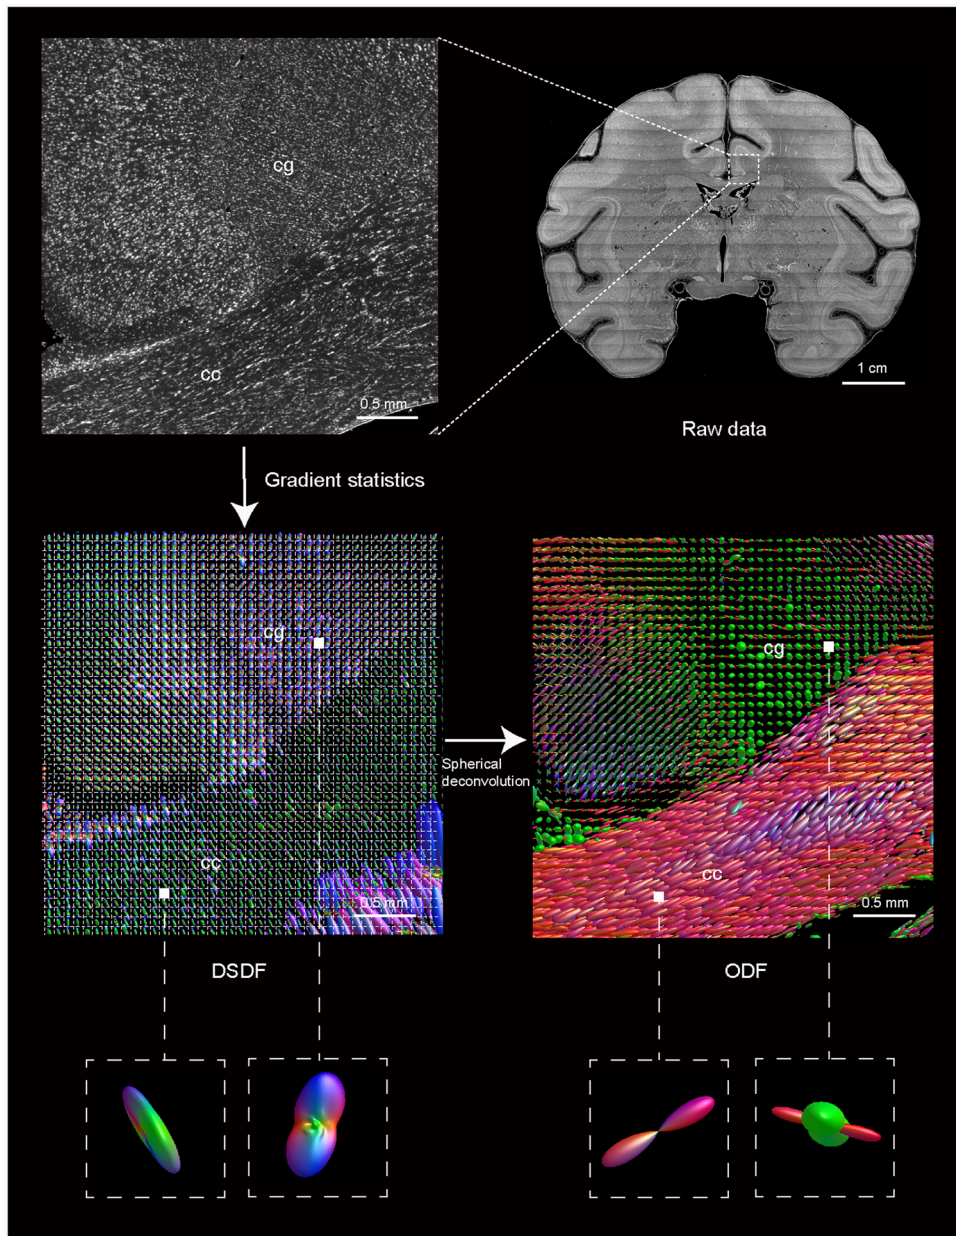 cg
cc
0.5 mm
1 cm
Raw data
Gradient statistics
cg
cc
0.5 mm
Spherical
deconvolution
cg
cc
0.5 mm
DSDF
ODF